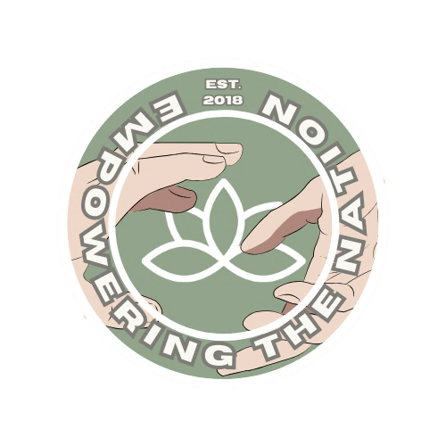 EST.
2018
EMPOWERING THE NATION